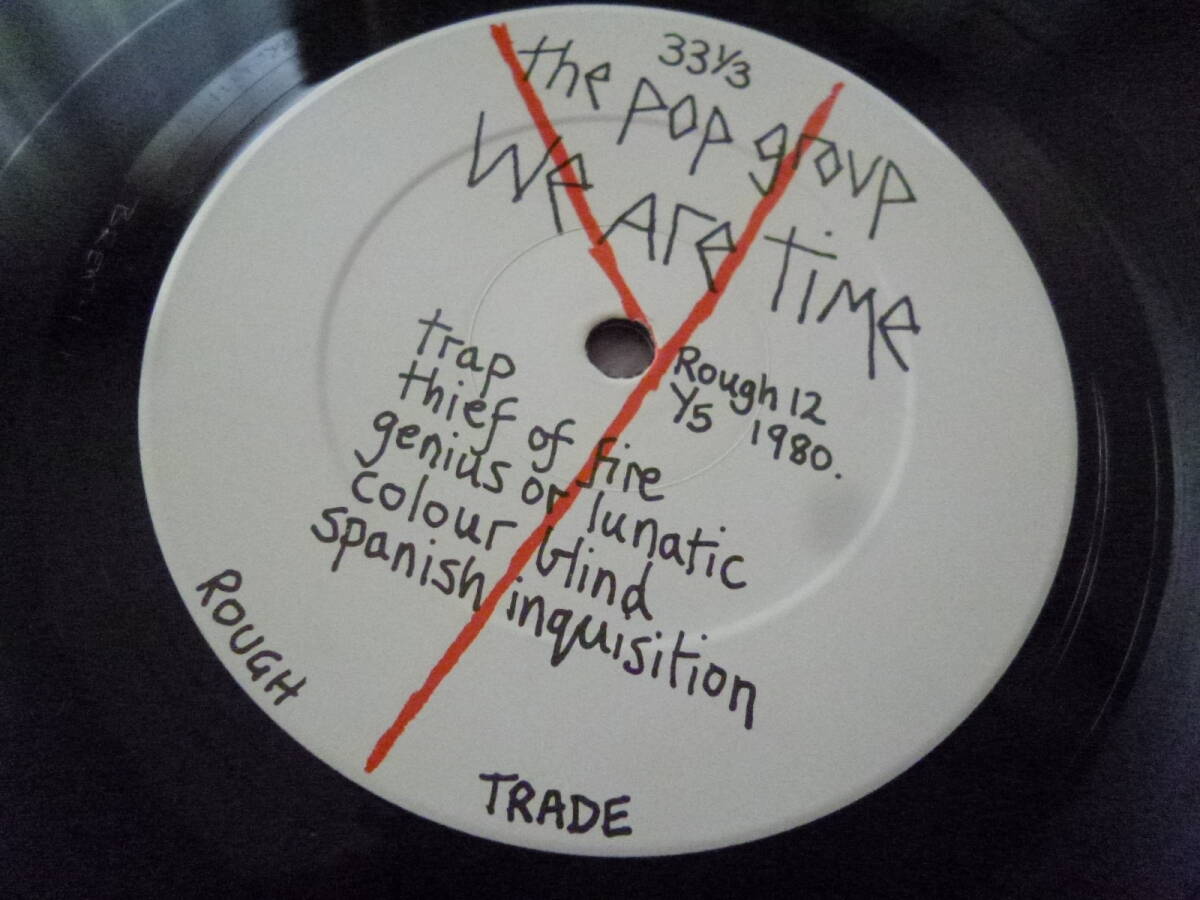 33⅓
the pop group
We Are Time
Rough 12
Y5 1980.
trap
thief of fire
genius or lunatic
colour blind
spanish inquisition
ROUGH
TRADE